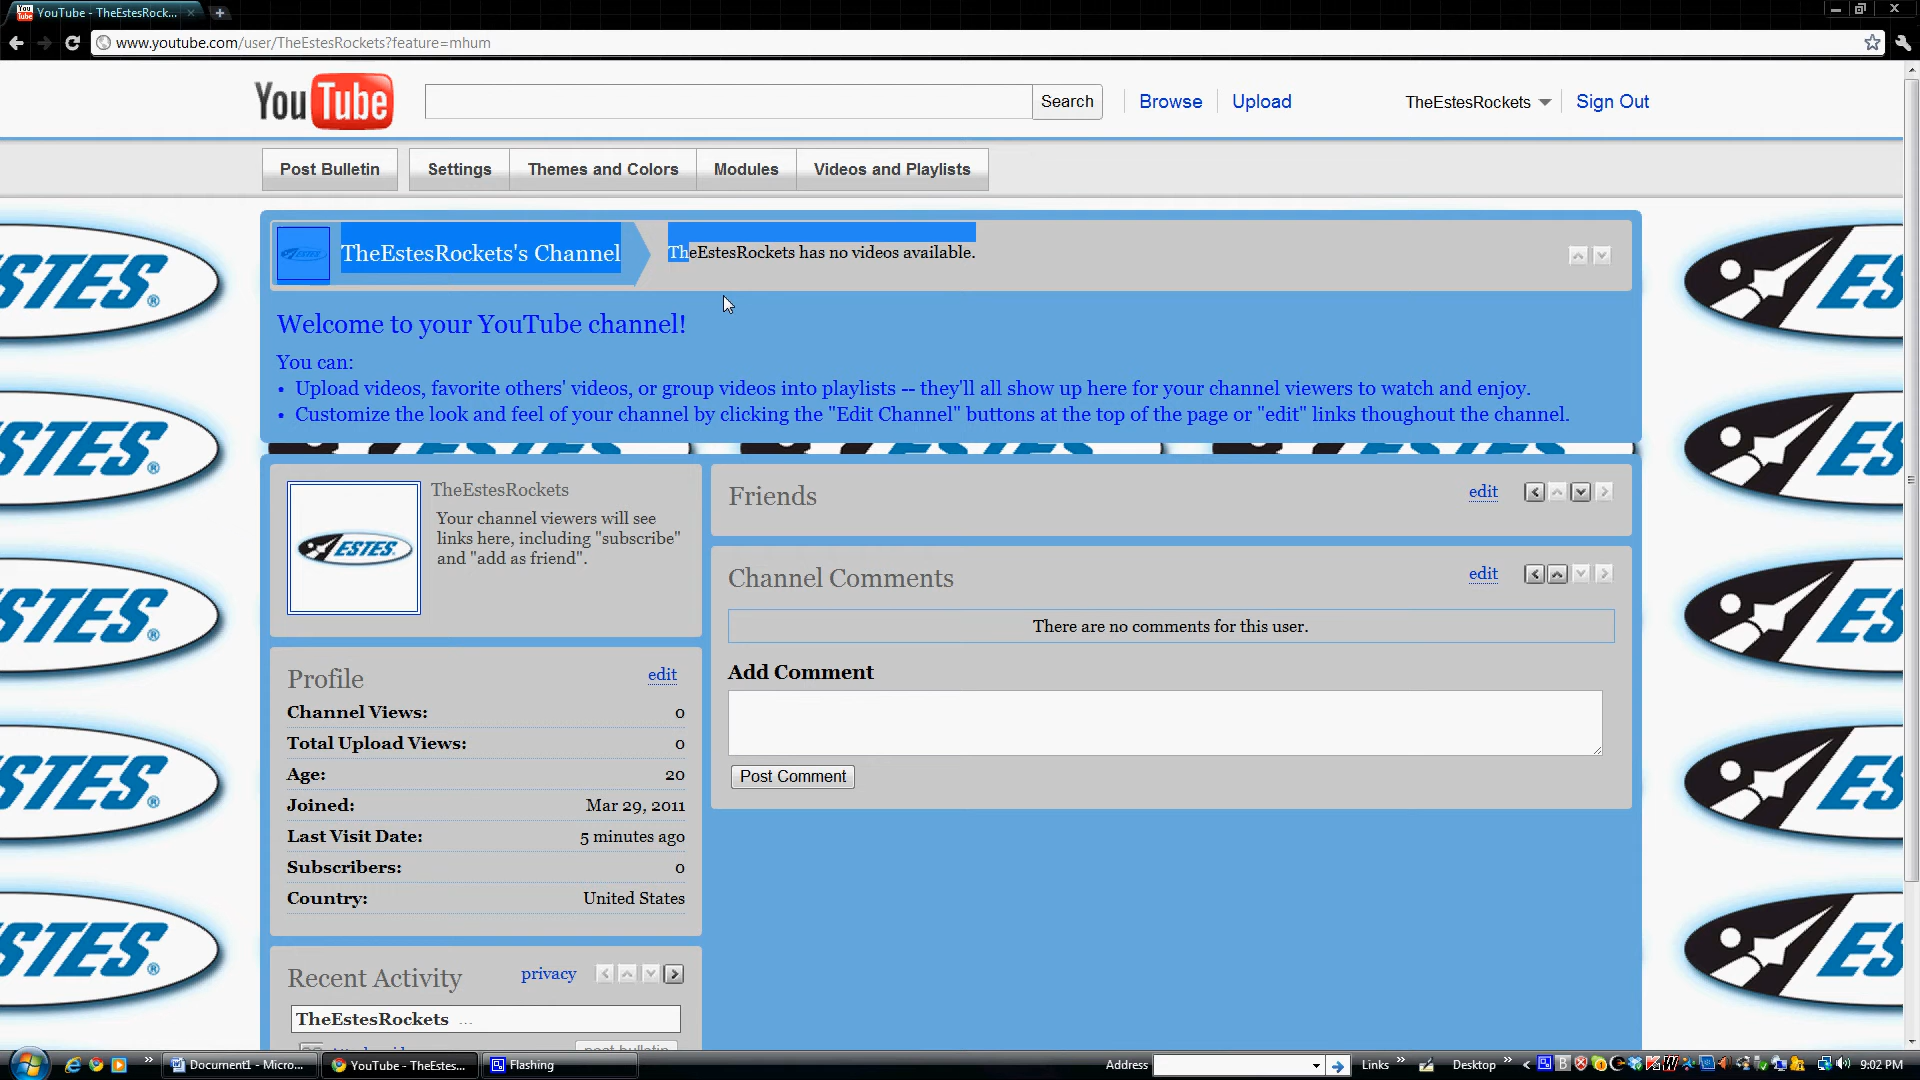 YouTube - TheEstesRock...
www.youtube.com/user/TheEstesRockets?feature=mhum
YouTube
Search
Browse
Upload
TheEstesRockets
Sign Out
Post Bulletin
Settings
Themes and Colors
Modules
Videos and Playlists
TheEstesRockets's Channel
TheEstesRockets has no videos available.
Welcome to your YouTube channel!
You can:
• Upload videos, favorite others' videos, or group videos into playlists -- they'll all show up here for your channel viewers to watch and enjoy.
• Customize the look and feel of your channel by clicking the "Edit Channel" buttons at the top of the page or "edit" links thoughout the channel.
ESTES
TheEstesRockets
Your channel viewers will see
links here, including "subscribe"
and "add as friend".
Friends
edit
Channel Comments
edit
There are no comments for this user.
Add Comment
Post Comment
Profile
edit
Channel Views: 0
Total Upload Views: 0
Age: 20
Joined: Mar 29, 2011
Last Visit Date: 5 minutes ago
Subscribers: 0
Country: United States
Recent Activity
privacy
TheEstesRockets ...
post bulletin
Document1 - Micro...
YouTube - TheEstes...
Flashing
Address
Links
Desktop
9:02 PM